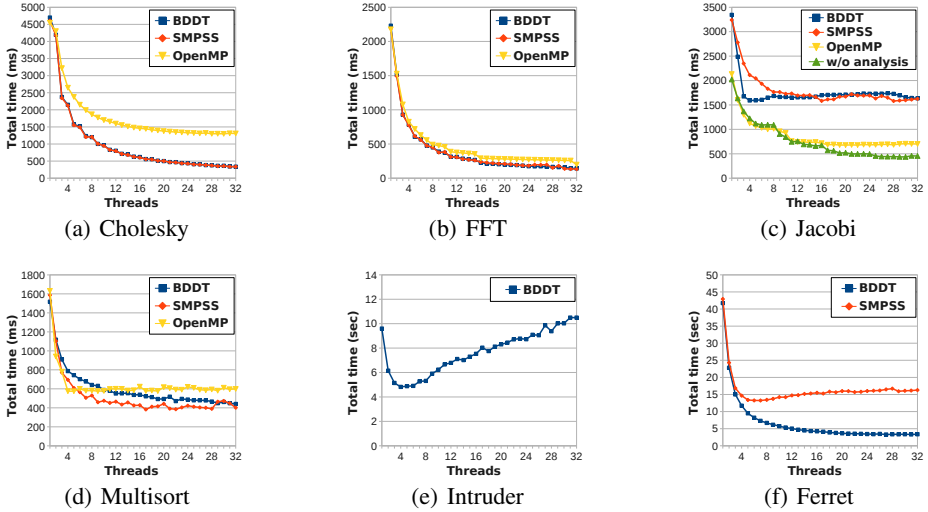 5000
4500
4000
3500
3000
2500
2000
1500
1000
500
0
Total time (ms)
BDDT
SMPSS
OpenMP
4 8 12 16 20 24 28 32
Threads
(a) Cholesky
2500
2000
1500
1000
500
0
Total time (ms)
BDDT
SMPSS
OpenMP
4 8 12 16 20 24 28 32
Threads
(b) FFT
3500
3000
2500
2000
1500
1000
500
0
Total time (ms)
BDDT
SMPSS
OpenMP
w/o analysis
4 8 12 16 20 24 28 32
Threads
(c) Jacobi
1800
1600
1400
1200
1000
800
600
400
200
0
Total time (ms)
BDDT
SMPSS
OpenMP
4 8 12 16 20 24 28 32
Threads
(d) Multisort
14
12
10
8
6
4
2
0
Total time (sec)
BDDT
4 8 12 16 20 24 28 32
Threads
(e) Intruder
50
45
40
35
30
25
20
15
10
5
0
Total time (sec)
BDDT
SMPSS
4 8 12 16 20 24 28 32
Threads
(f) Ferret